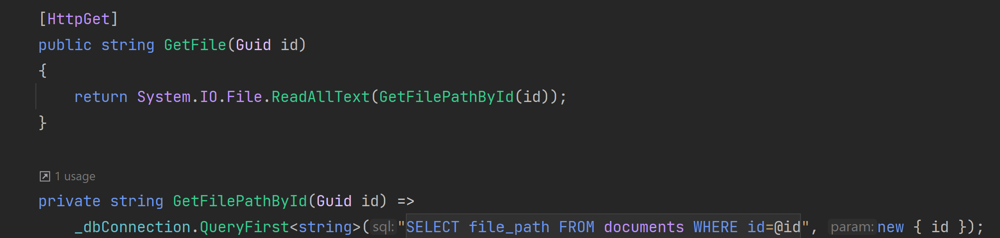 [HttpGet]
public string GetFile(Guid id)
{
    return System.IO.File.ReadAllText(GetFilePathById(id));
}
1 usage
private string GetFilePathById(Guid id) =>
    _dbConnection.QueryFirst<string>(sql: "SELECT file_path FROM documents WHERE id=@id", param: new { id });